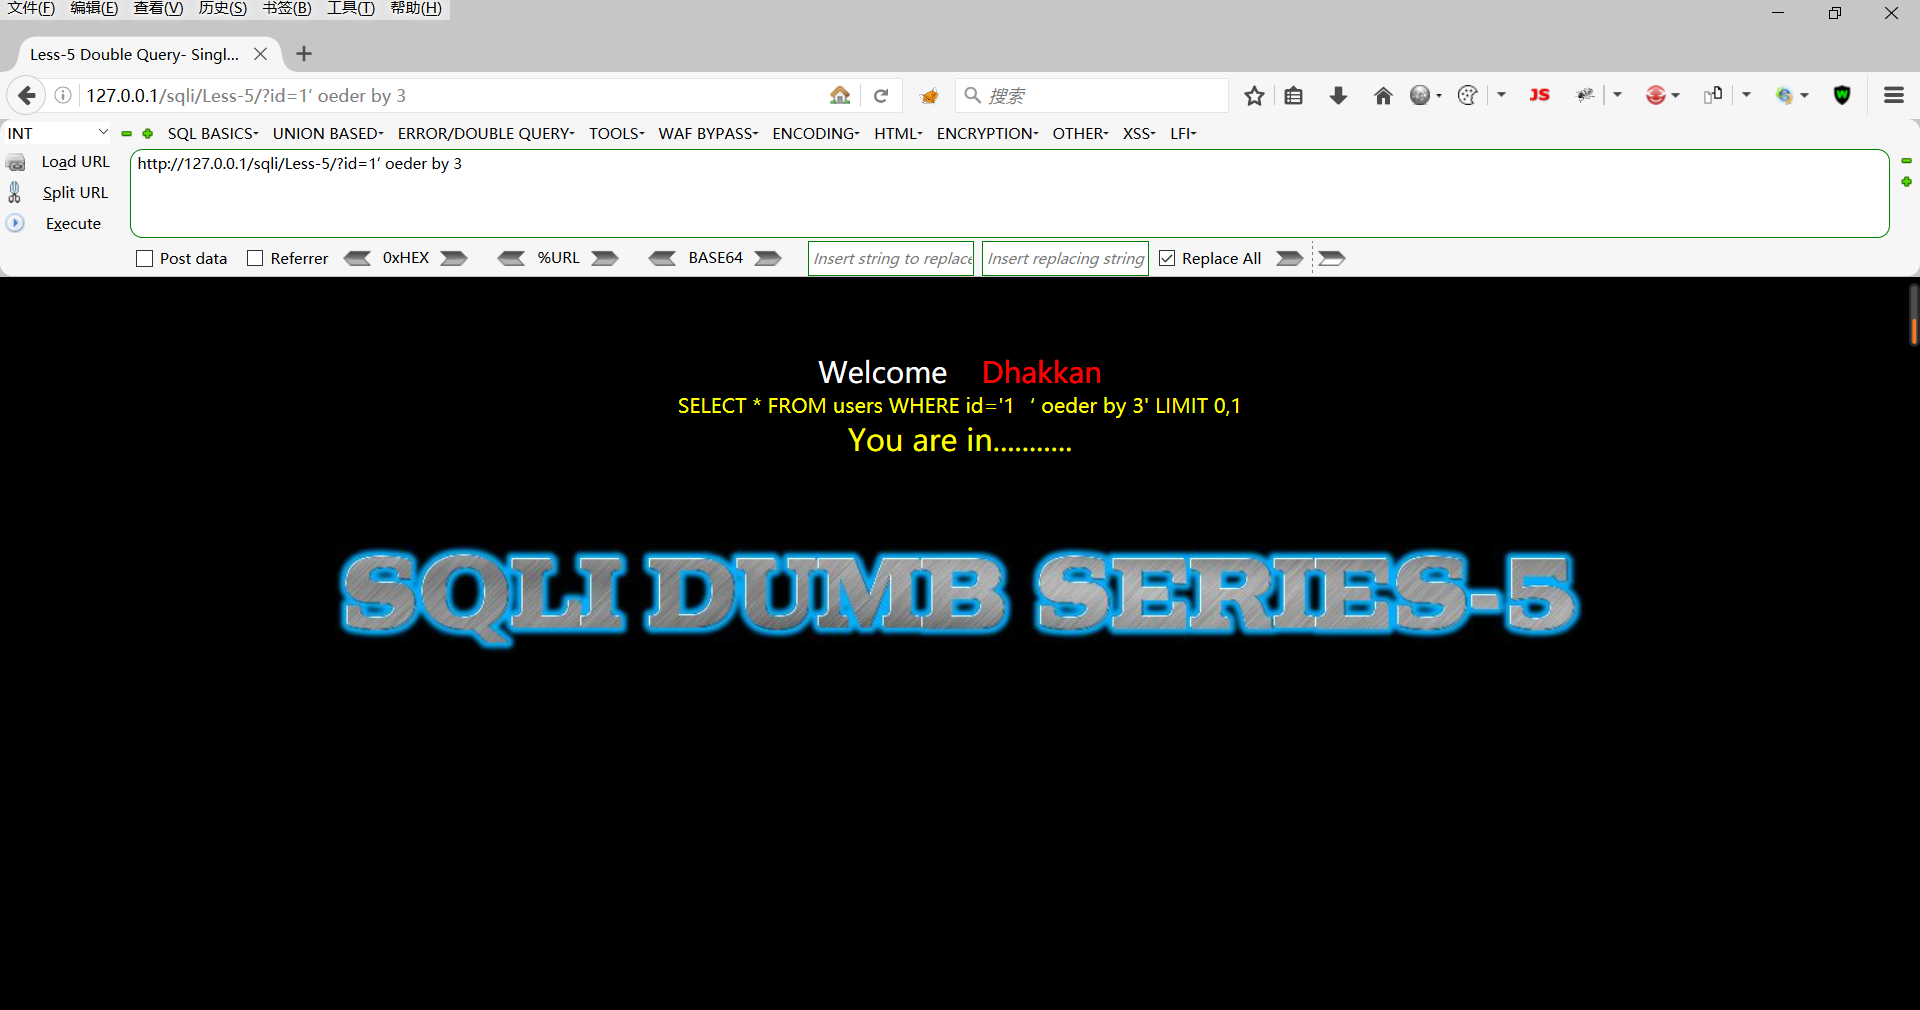 文件(F) 编辑(E) 查看(V) 历史(S) 书签(B) 工具(T) 帮助(H)
Less-5 Double Query- Singl...
127.0.0.1/sqli/Less-5/?id=1‘ oeder by 3
搜索
JS
W
INT
SQL BASICS
UNION BASED
ERROR/DOUBLE QUERY
TOOLS
WAF BYPASS
ENCODING
HTML
ENCRYPTION
OTHER
XSS
LFI
Load URL
http://127.0.0.1/sqli/Less-5/?id=1‘ oeder by 3
Split URL
Execute
Post data
Referrer
0xHEX
%URL
BASE64
Insert string to replace
Insert replacing string
Replace All
Welcome Dhakkan
SELECT * FROM users WHERE id='1 ‘ oeder by 3' LIMIT 0,1
You are in...........
SQLI DUMB SERIES-5